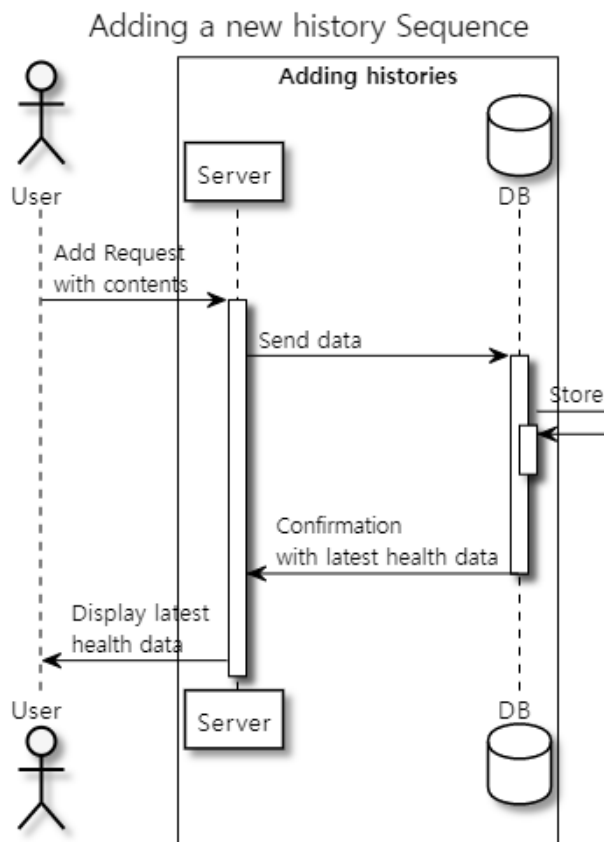 Adding a new history Sequence
Adding histories
User
Server
DB
Add Request
with contents
Send data
Store
Confirmation
with latest health data
Display latest
health data
User
Server
DB